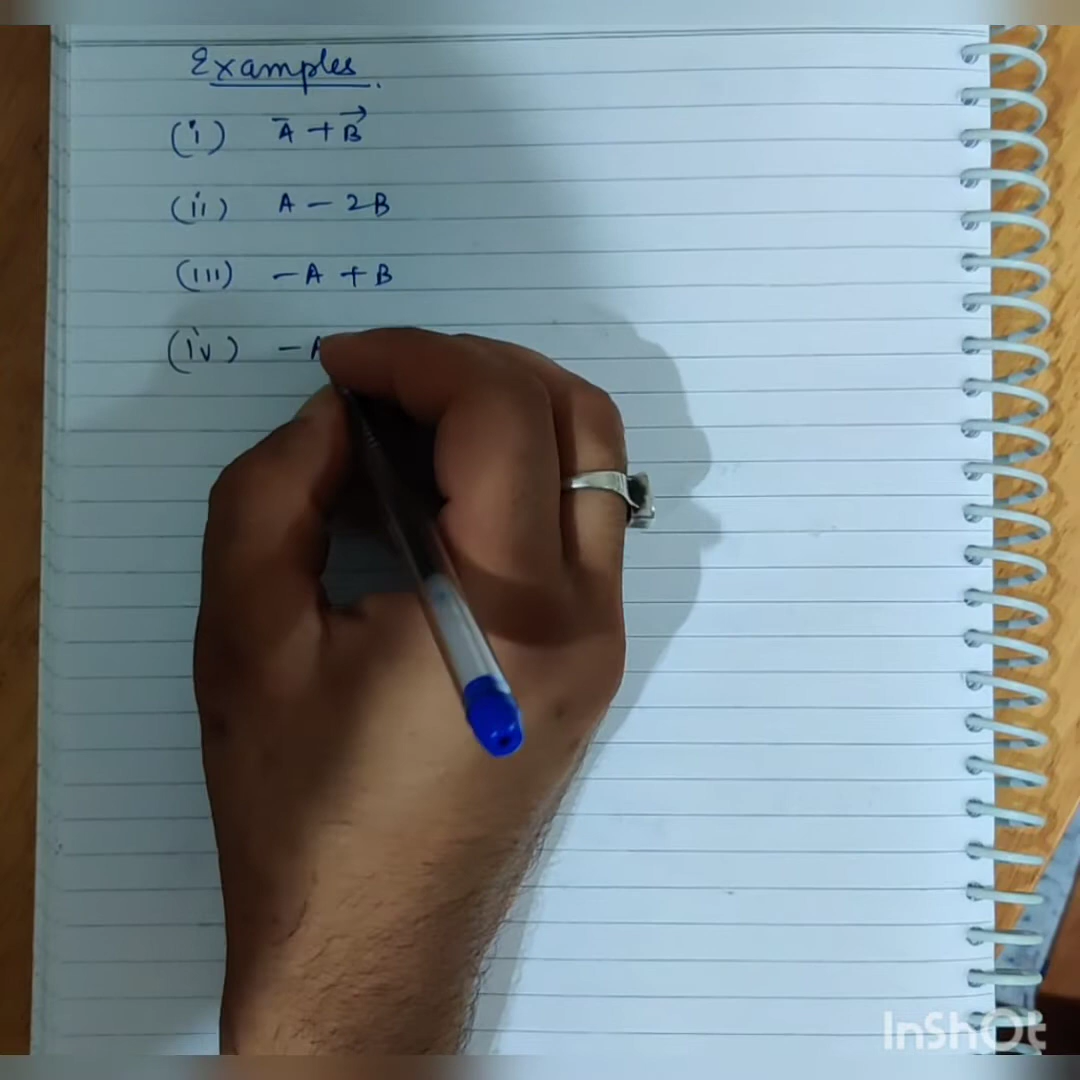 Examples.
(i) A̅ + B⃗
(ii) A - 2B
(iii) - A + B
(iv) - A
InShOt